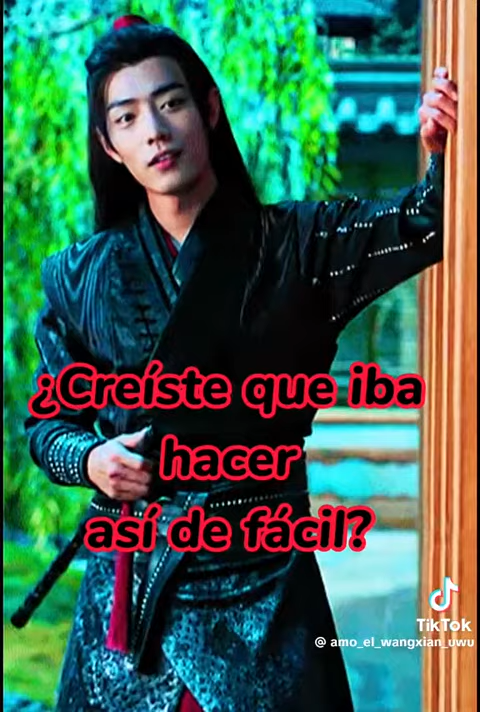 ¿Creíste que iba
hacer
así de fácil?
TikTok
@ amo_el_wangxian_uwu